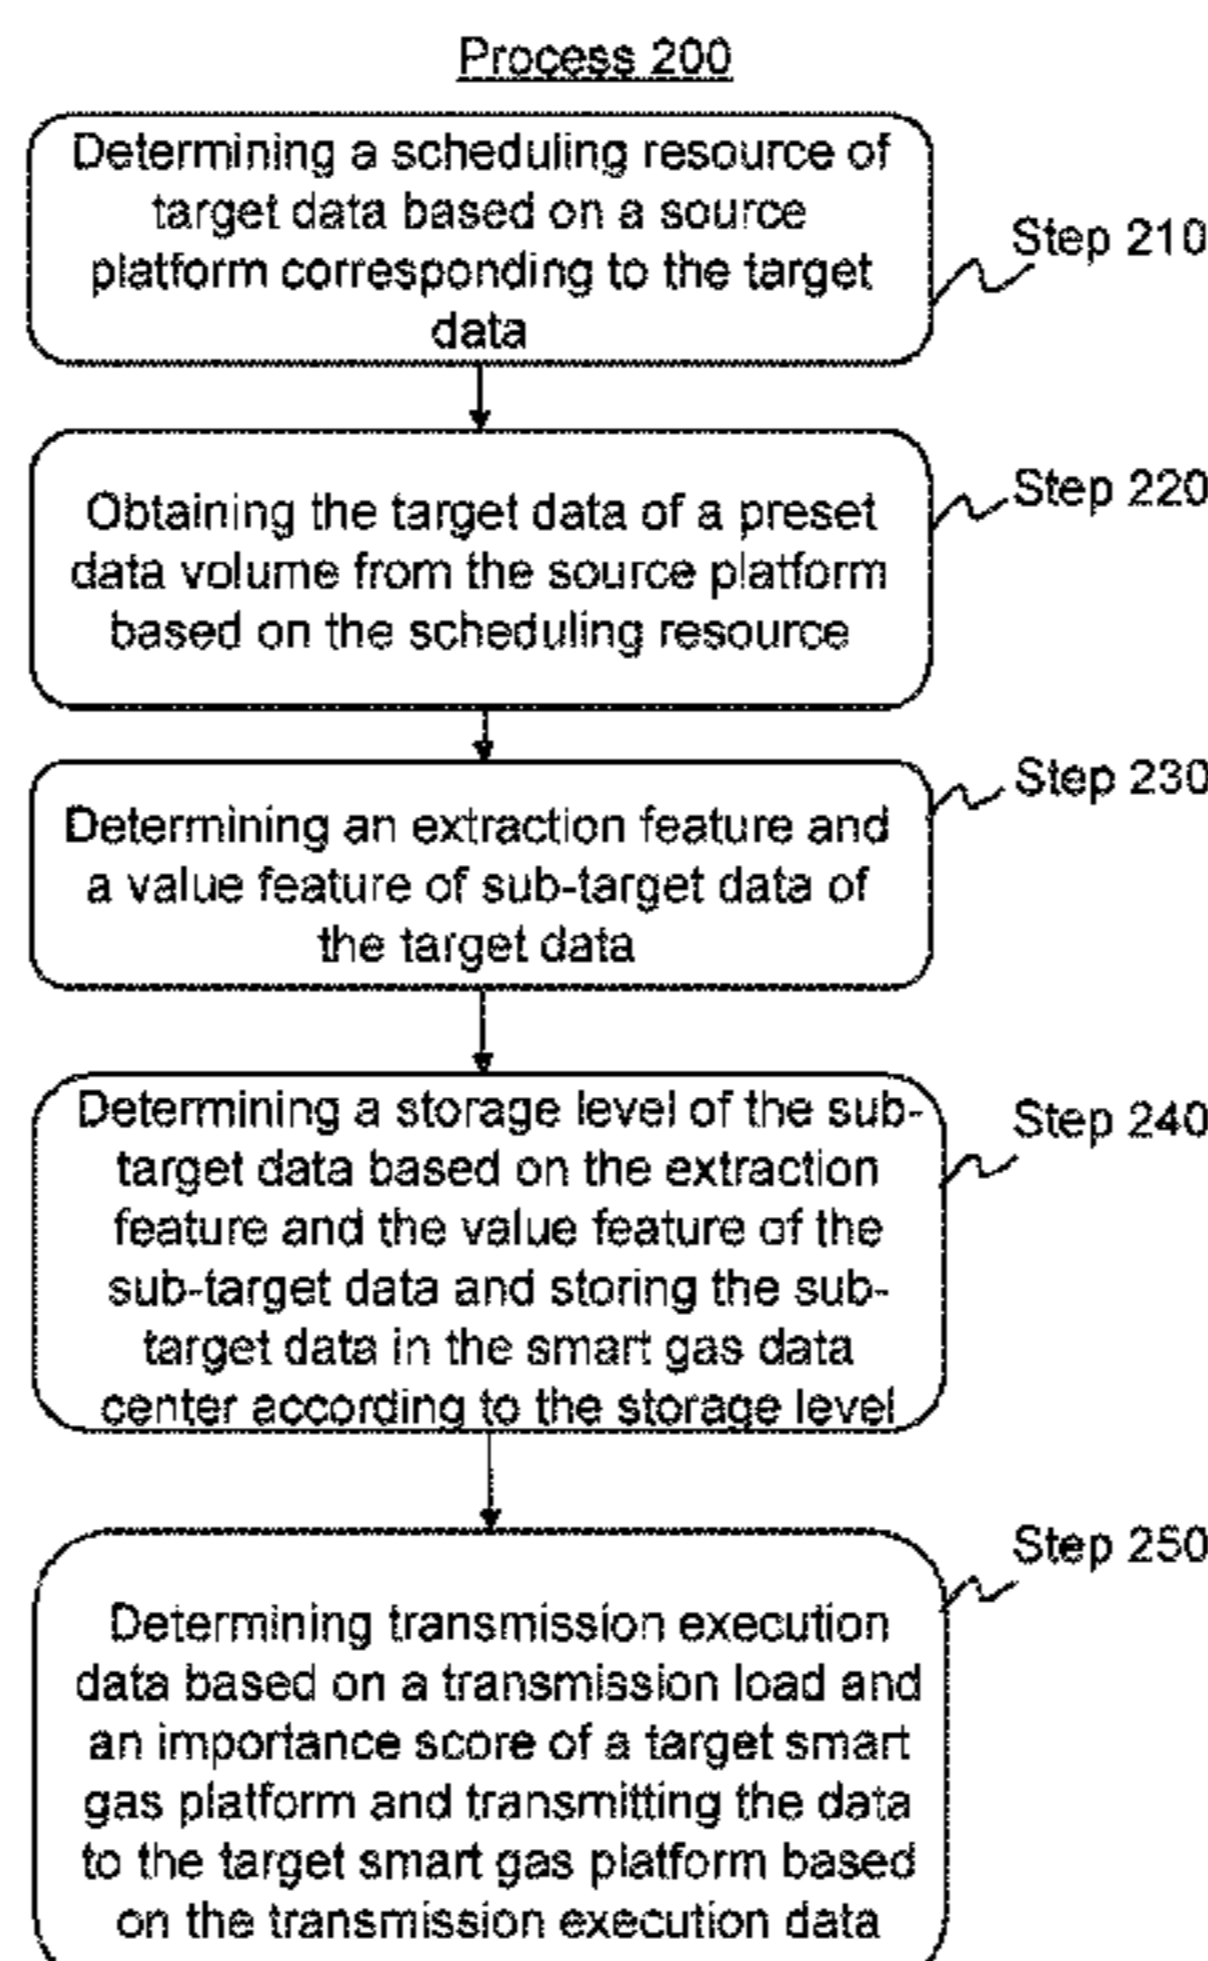 Process 200
Determining a scheduling resource of
target data based on a source
platform corresponding to the target
data
Step 210
Obtaining the target data of a preset
data volume from the source platform
based on the scheduling resource
Step 220
Determining an extraction feature and
a value feature of sub-target data of
the target data
Step 230
Determining a storage level of the sub-
target data based on the extraction
feature and the value feature of the
sub-target data and storing the sub-
target data in the smart gas data
center according to the storage level
Step 240
Determining transmission execution
data based on a transmission load and
an importance score of a target smart
gas platform and transmitting the data
to the target smart gas platform based
on the transmission execution data
Step 250